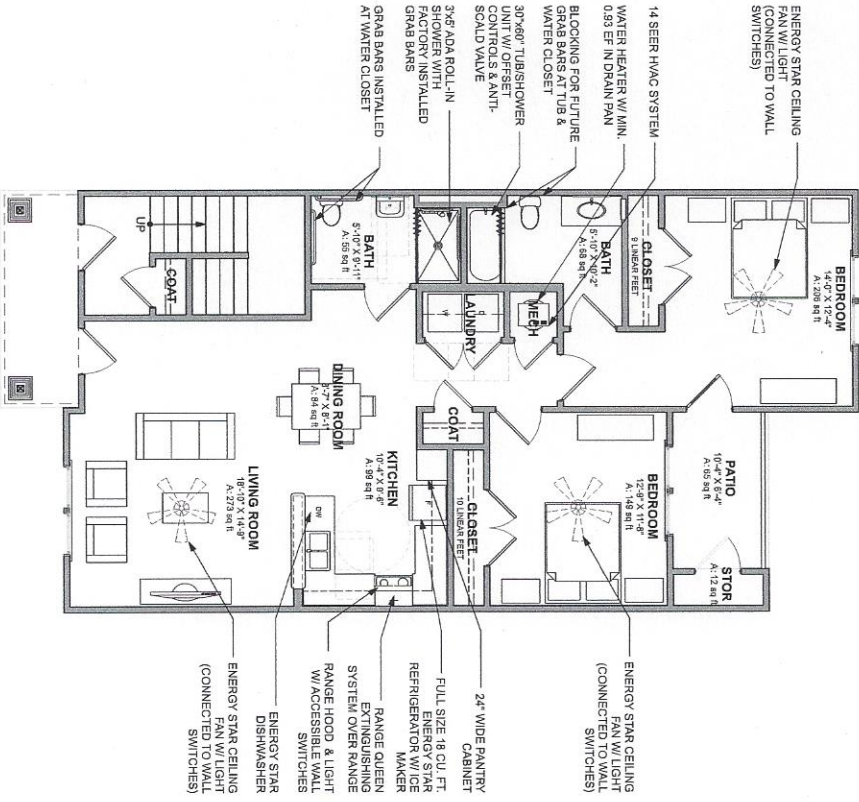 ENERGY STAR CEILING
FAN W/ LIGHT
(CONNECTED TO WALL
SWITCHES)
14 SEER HVAC SYSTEM
WATER HEATER W/ MIN.
0.93 EF IN DRAIN PAN
BLOCKING FOR FUTURE
GRAB BARS AT TUB &
WATER CLOSET
30"x60" TUB/SHOWER
UNIT W/ OFFSET
CONTROLS & ANTI-
SCALD VALVE
3'x5' ADA ROLL-IN
SHOWER WITH
FACTORY INSTALLED
GRAB BARS
GRAB BARS INSTALLED
AT WATER CLOSET
BEDROOM
14'-0" X 12'-4"
A: 206 sq ft
CLOSET
9 LINEAR FEET
BATH
5'-10" X 10'-2"
A: 68 sq ft
BATH
5'-10" X 9'-11"
A: 55 sq ft
UP
COAT
MECH
LAUNDRY
W
D
COAT
PATIO
10'-4" X 6'-4"
A: 65 sq ft
STOR
A: 12 sq ft
BEDROOM
12'-9" X 11'-8"
A: 149 sq ft
CLOSET
10 LINEAR FEET
KITCHEN
10'-4" X 9'-6"
A: 99 sq ft
F
DW
DINING ROOM
A: 84 sq ft
LIVING ROOM
18'-10" X 14'-9"
A: 273 sq ft
ENERGY STAR CEILING
FAN W/ LIGHT
(CONNECTED TO WALL
SWITCHES)
24" WIDE PANTRY
CABINET
FULL SIZE 18 CU. FT.
ENERGY STAR
REFRIGERATOR W/ ICE
MAKER
RANGE QUEEN
EXTINGUISHING
SYSTEM OVER RANGE
RANGE HOOD & LIGHT
W/ ACCESSIBLE WALL
SWITCHES
ENERGY STAR
DISHWASHER
ENERGY STAR CEILING
FAN W/ LIGHT
(CONNECTED TO WALL
SWITCHES)